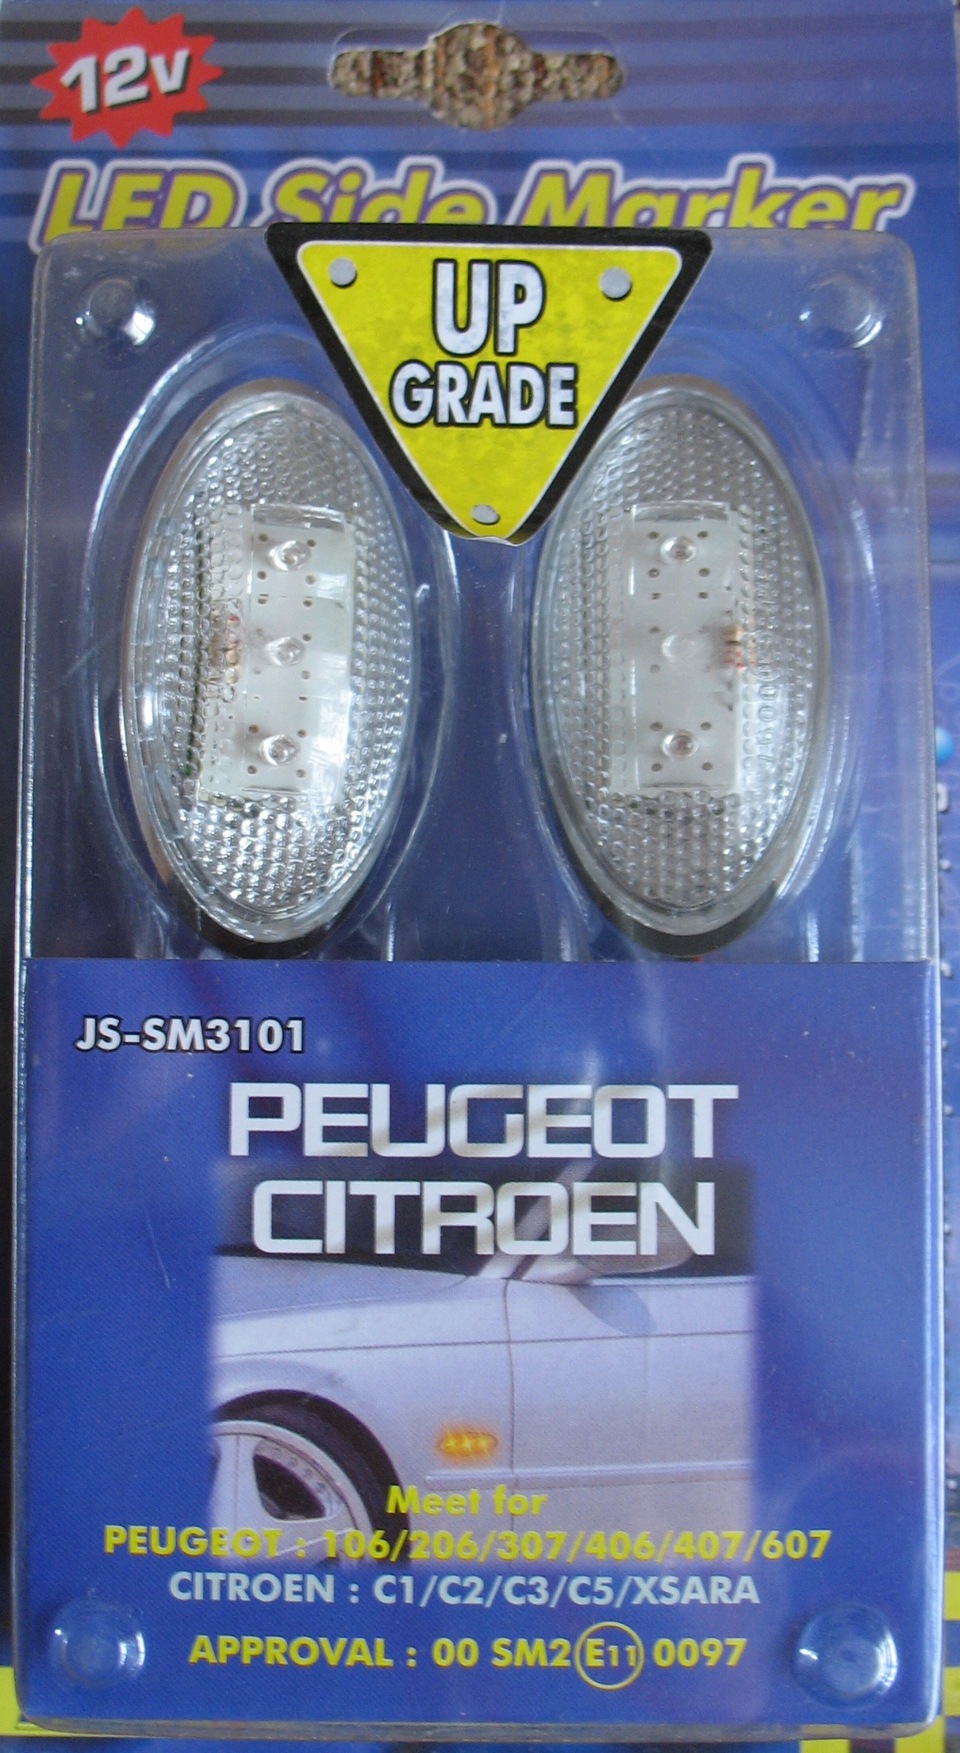 12v
LED Side Marker
UP
GRADE
JS-SM3101
PEUGEOT
CITROEN
Meet for
PEUGEOT : 106/206/307/406/407/607
CITROEN : C1/C2/C3/C5/XSARA
APPROVAL : 00 SM2 E11 0097